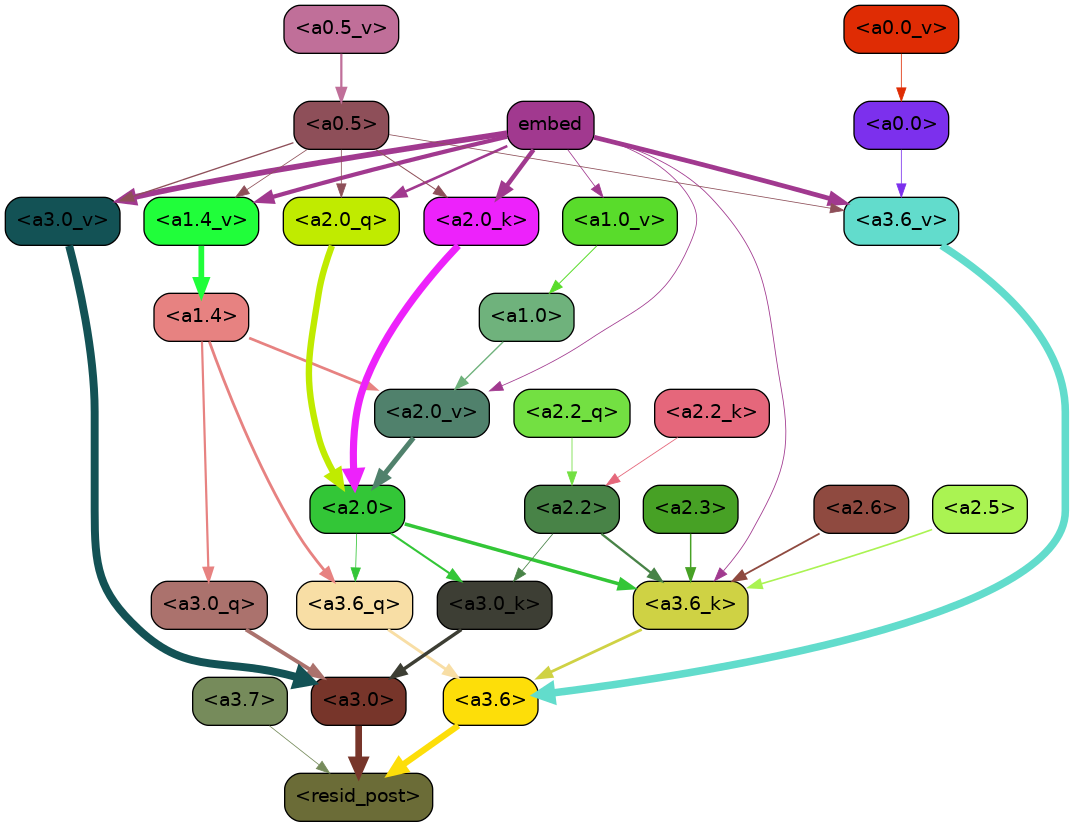 <a0.5_v>
<a0.0_v>
<a0.5>
embed
<a0.0>
<a3.0_v>
<a1.4_v>
<a2.0_q>
<a2.0_k>
<a1.0_v>
<a3.6_v>
<a1.4>
<a1.0>
<a2.0_v>
<a2.2_q>
<a2.2_k>
<a2.0>
<a2.2>
<a2.3>
<a2.6>
<a2.5>
<a3.0_q>
<a3.6_q>
<a3.0_k>
<a3.6_k>
<a3.7>
<a3.0>
<a3.6>
<resid_post>